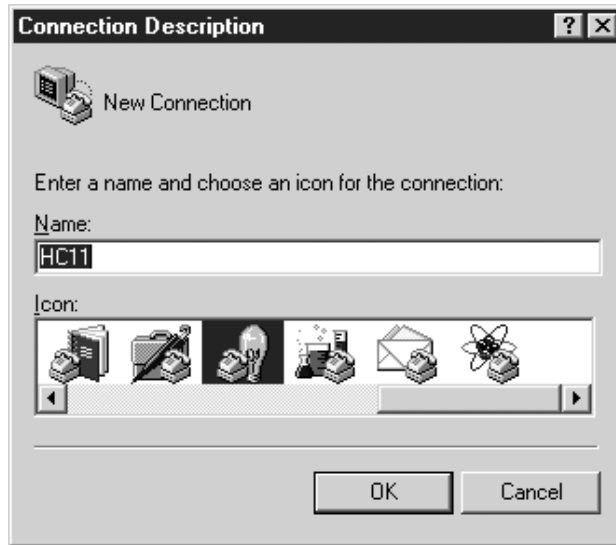 Connection Description
New Connection
Enter a name and choose an icon for the connection:
Name:
HC11
Icon:
OK Cancel